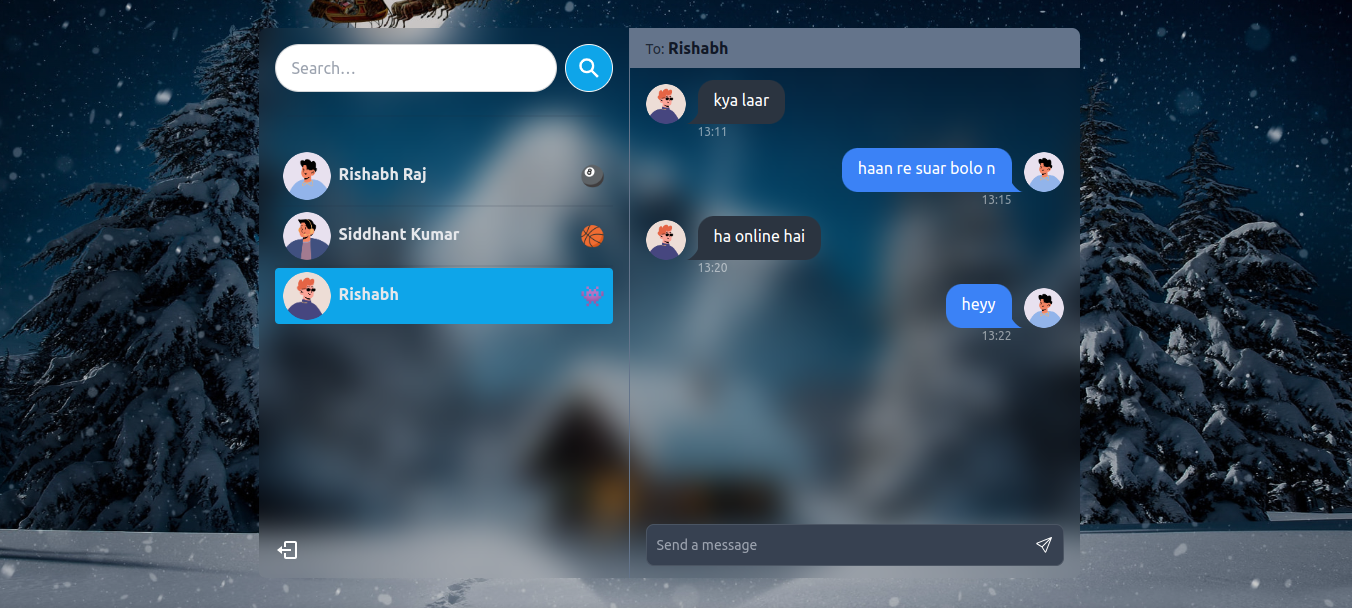 Search...
Rishabh Raj
Siddhant Kumar
Rishabh
To: Rishabh
kya laar
13:11
haan re suar bolo n
13:15
ha online hai
13:20
heyy
13:22
Send a message